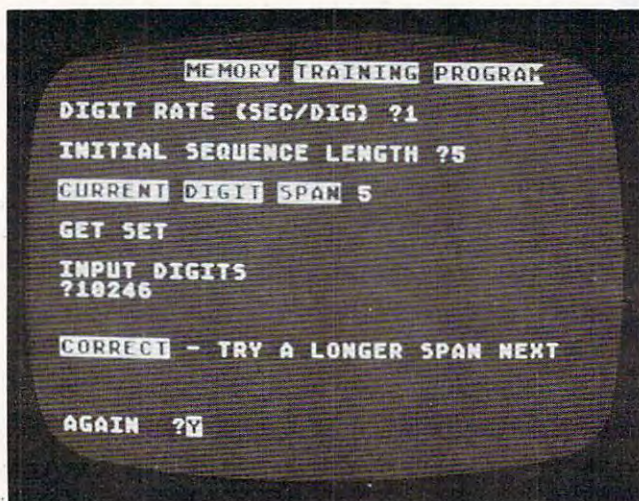 MEMORY TRAINING PROGRAM
DIGIT RATE (SEC/DIG) ?1
INITIAL SEQUENCE LENGTH ?5
CURRENT DIGIT SPAN 5
GET SET
INPUT DIGITS
?10246
CORRECT - TRY A LONGER SPAN NEXT
AGAIN ?Y